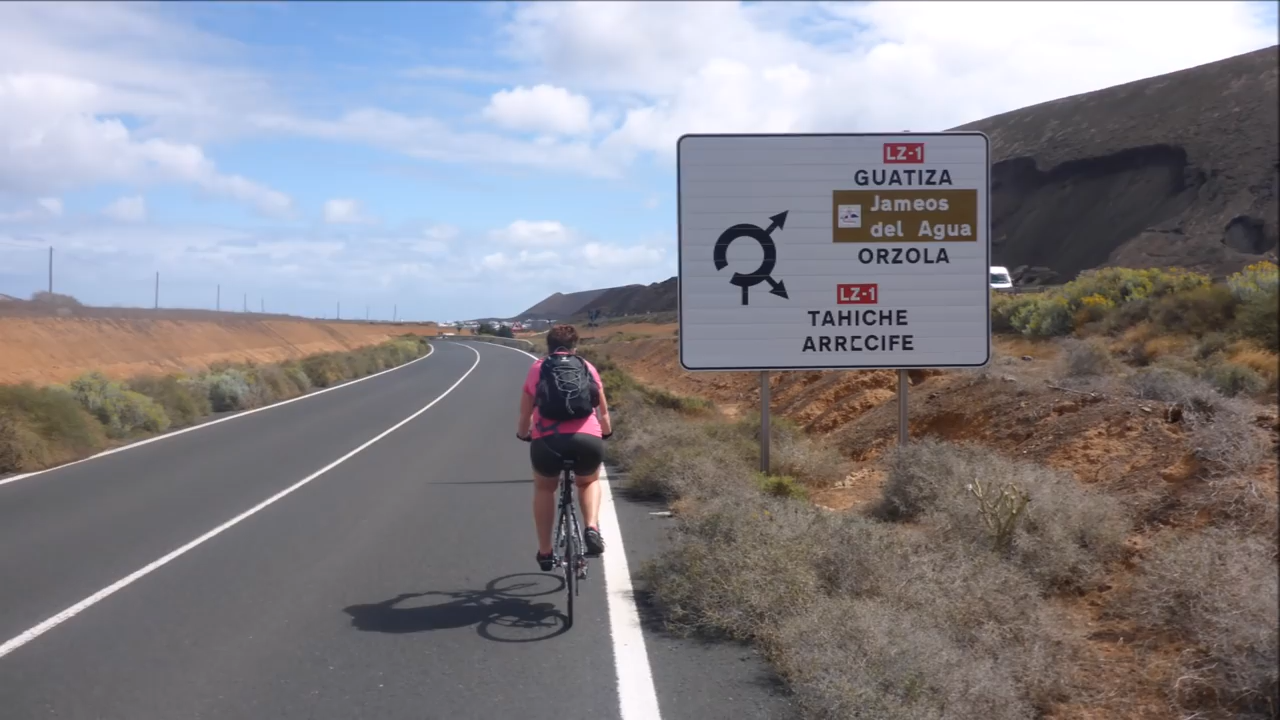 LZ-1
GUATIZA
Jameos
del Agua
ORZOLA
LZ-1
TAHICHE
ARRECIFE